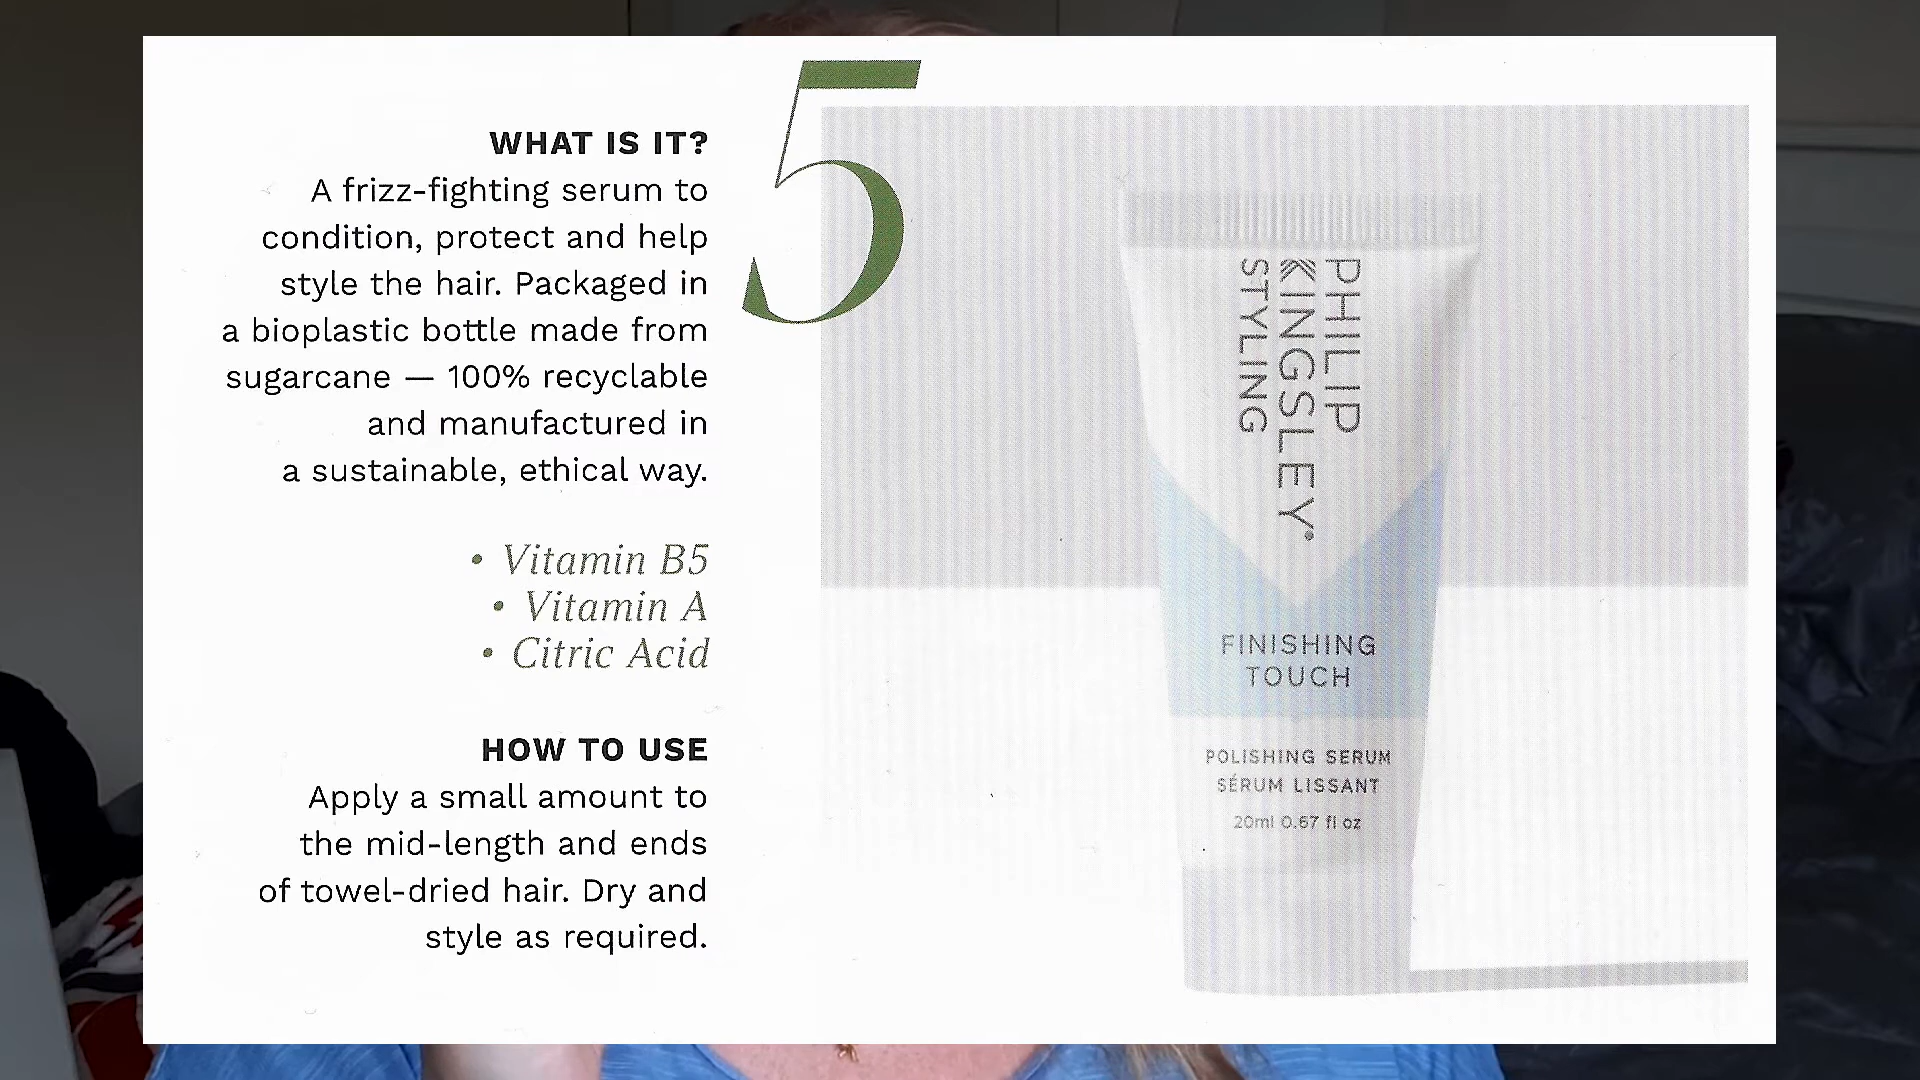 5
WHAT IS IT?
A frizz-fighting serum to
condition, protect and help
style the hair. Packaged in
a bioplastic bottle made from
sugarcane — 100% recyclable
and manufactured in
a sustainable, ethical way.
• Vitamin B5
• Vitamin A
• Citric Acid
HOW TO USE
Apply a small amount to
the mid-length and ends
of towel-dried hair. Dry and
style as required.
PHILIP
KINGSLEY®
STYLING
FINISHING
TOUCH
POLISHING SERUM
SÉRUM LISSANT
20ml 0.67 fl oz